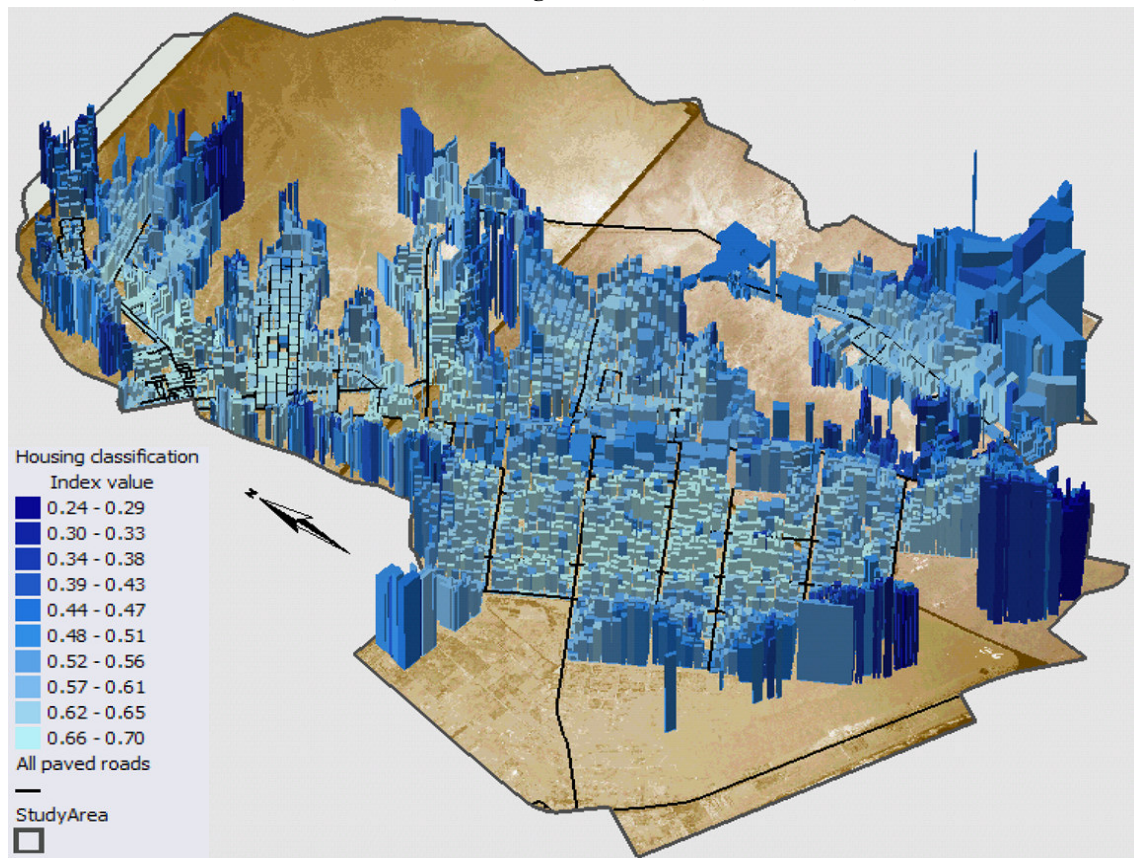 Housing classification
Index value
0.24 - 0.29
0.30 - 0.33
0.34 - 0.38
0.39 - 0.43
0.44 - 0.47
0.48 - 0.51
0.52 - 0.56
0.57 - 0.61
0.62 - 0.65
0.66 - 0.70
All paved roads
StudyArea